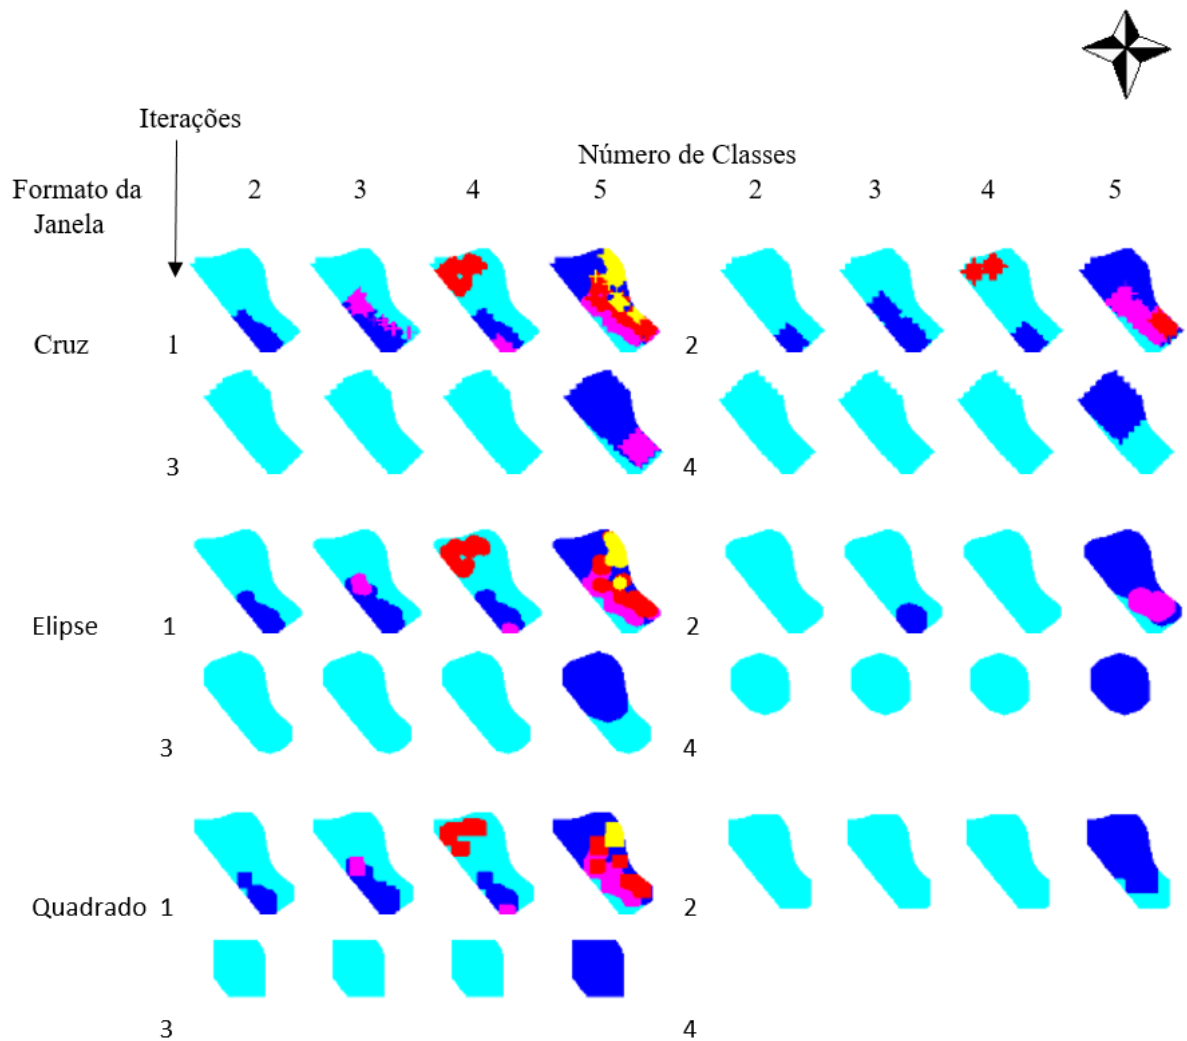 Iterações
Número de Classes
Formato da 2 3 4 5 2 3 4 5
Janela
Cruz 1 2
3 4
Elipse 1 2
3 4
Quadrado 1 2
3 4